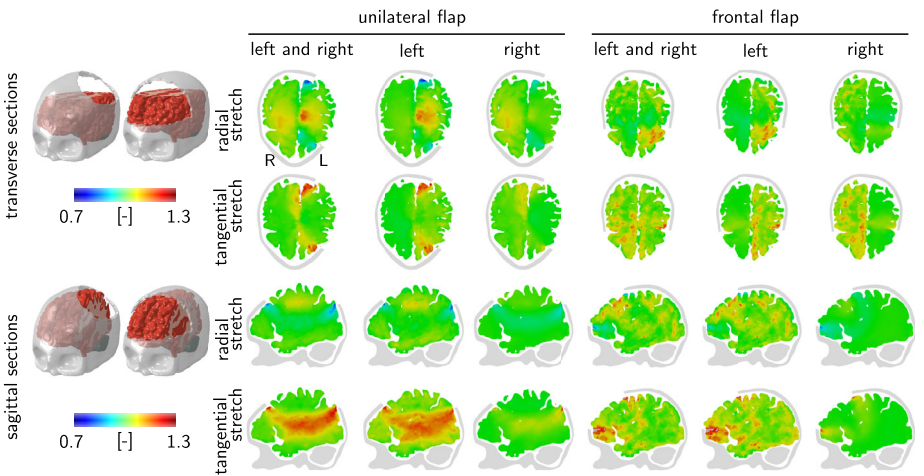 unilateral flap frontal flap
left and right left right left and right left right
transverse sections
radial
stretch
R L
0.7 [-] 1.3
tangential
stretch
sagittal sections
radial
stretch
0.7 [-] 1.3
tangential
stretch